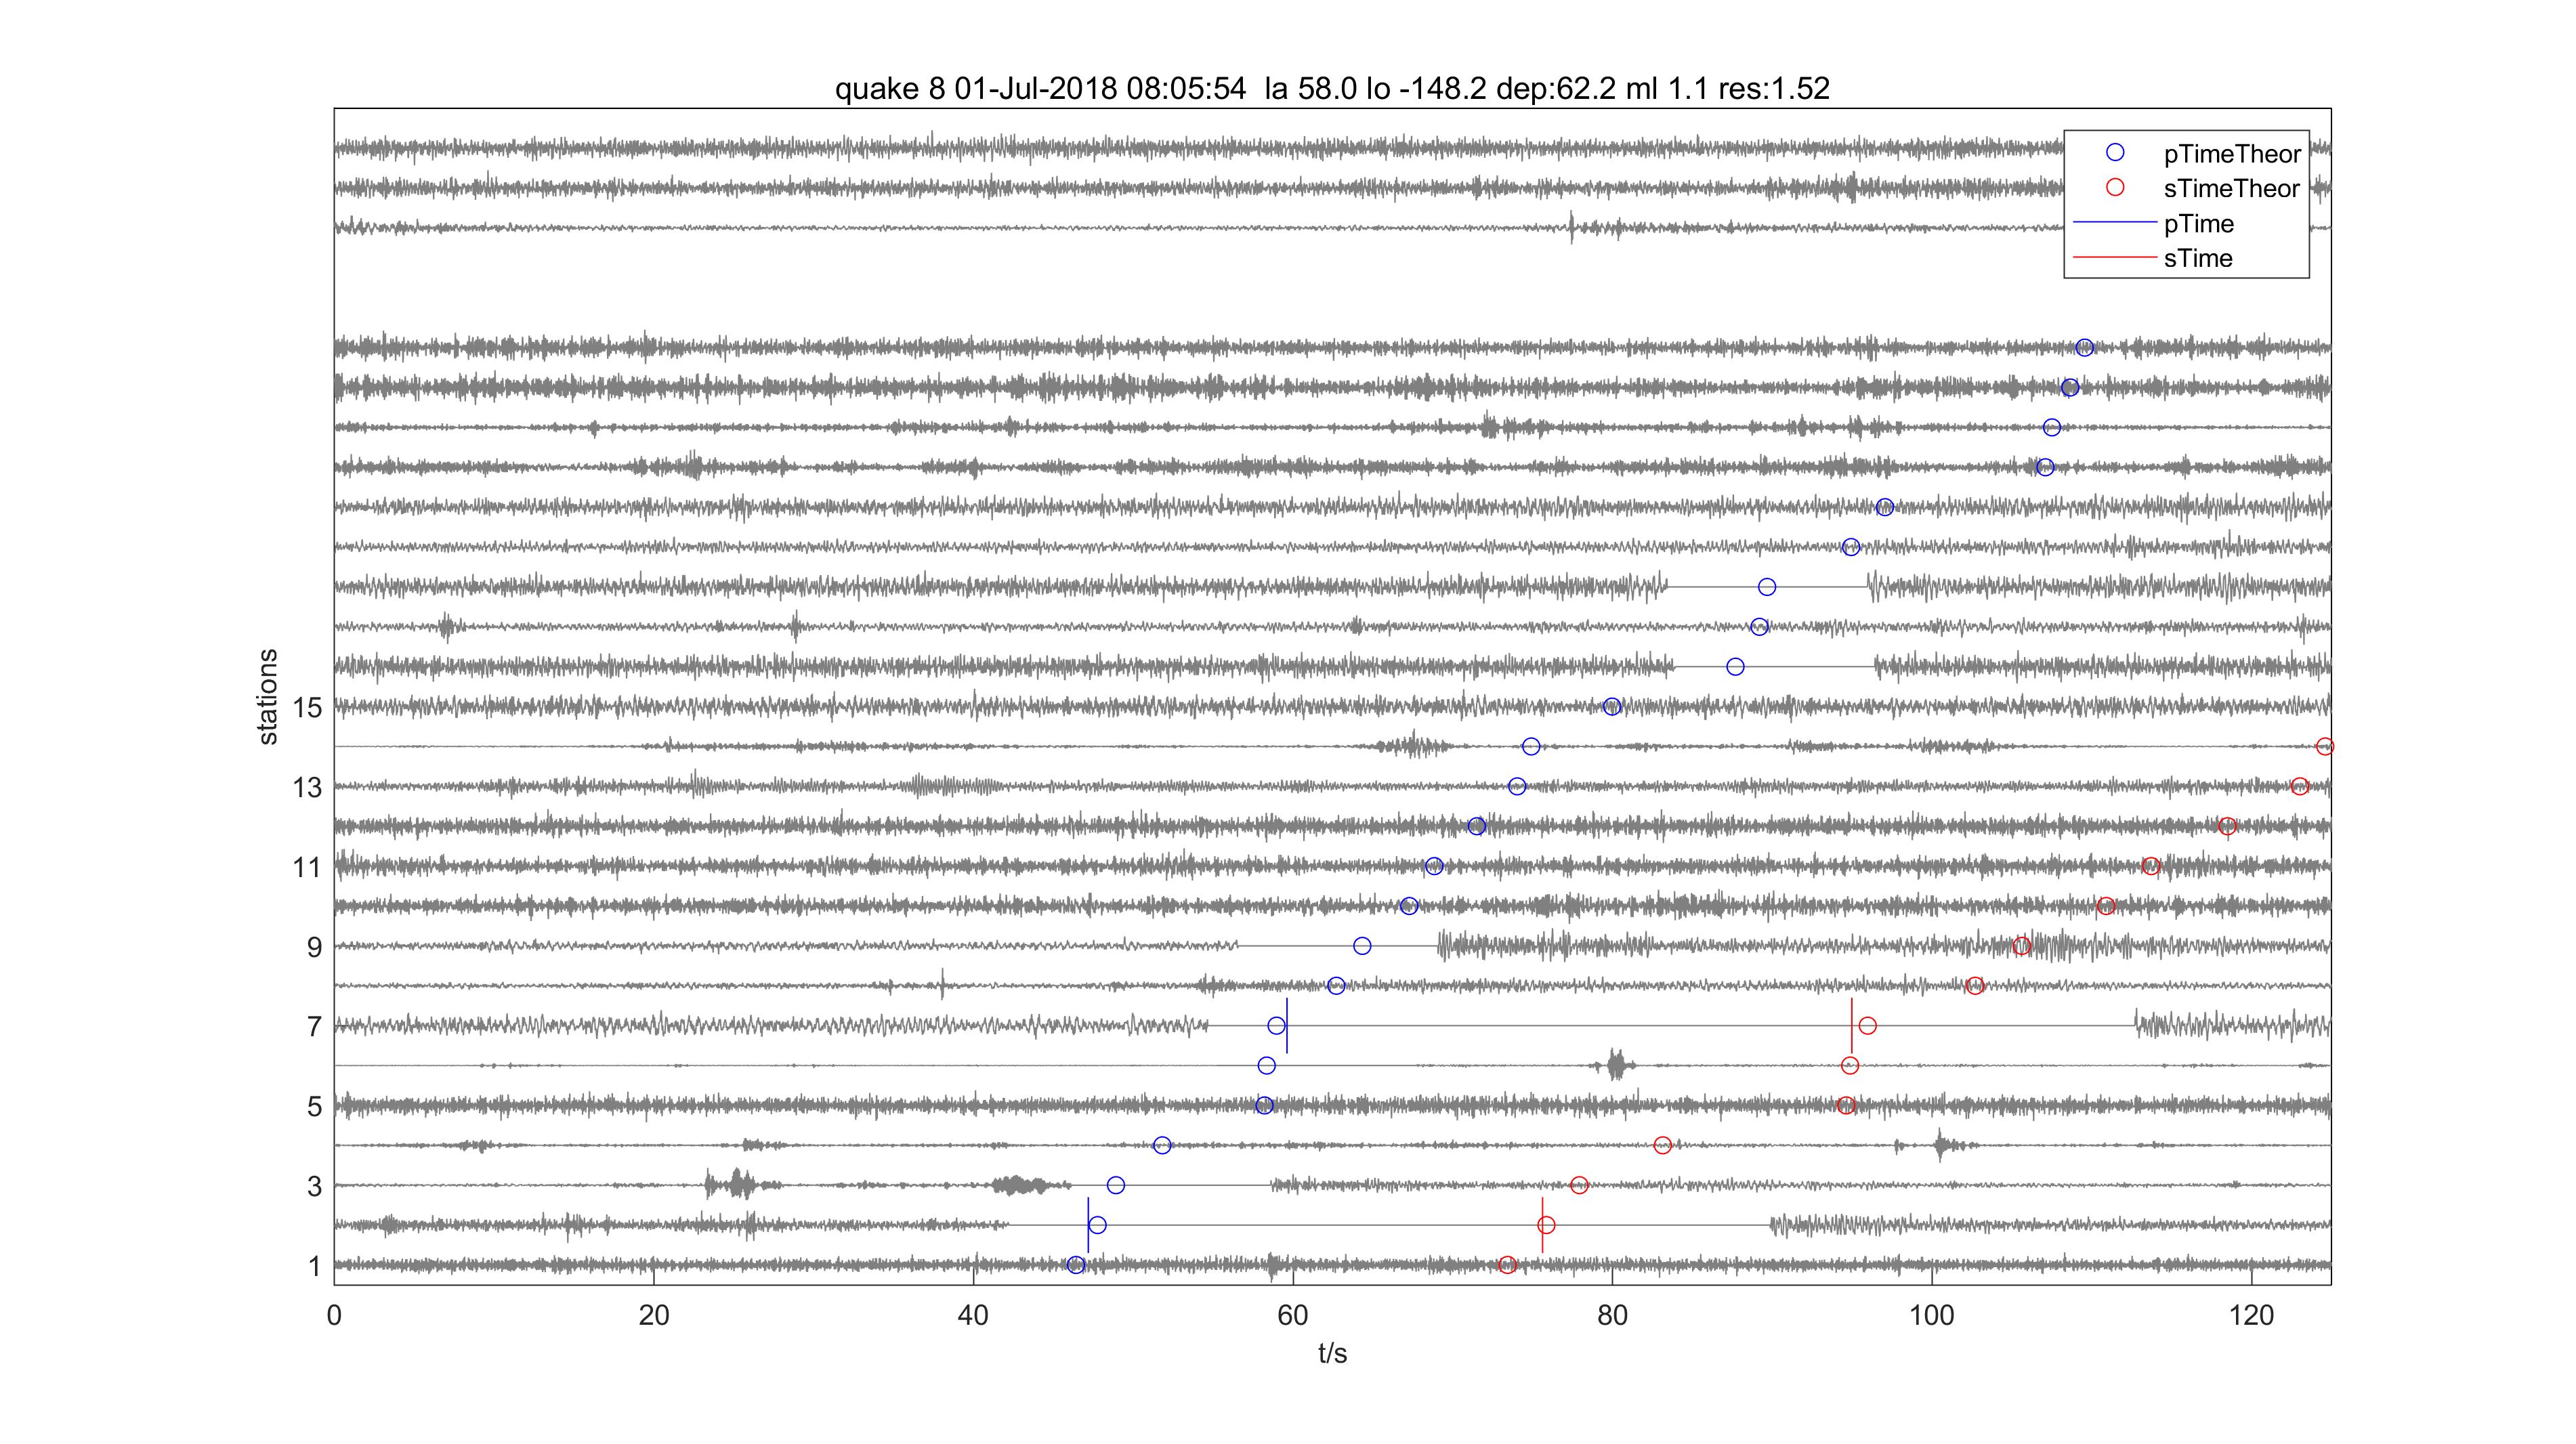 quake 8 01-Jul-2018 08:05:54  la 58.0 lo -148.2 dep:62.2 ml 1.1 res:1.52
pTimeTheor
sTimeTheor
pTime
sTime
stations
15
13
11
9
7
5
3
1
0 20 40 60 80 100 120
t/s